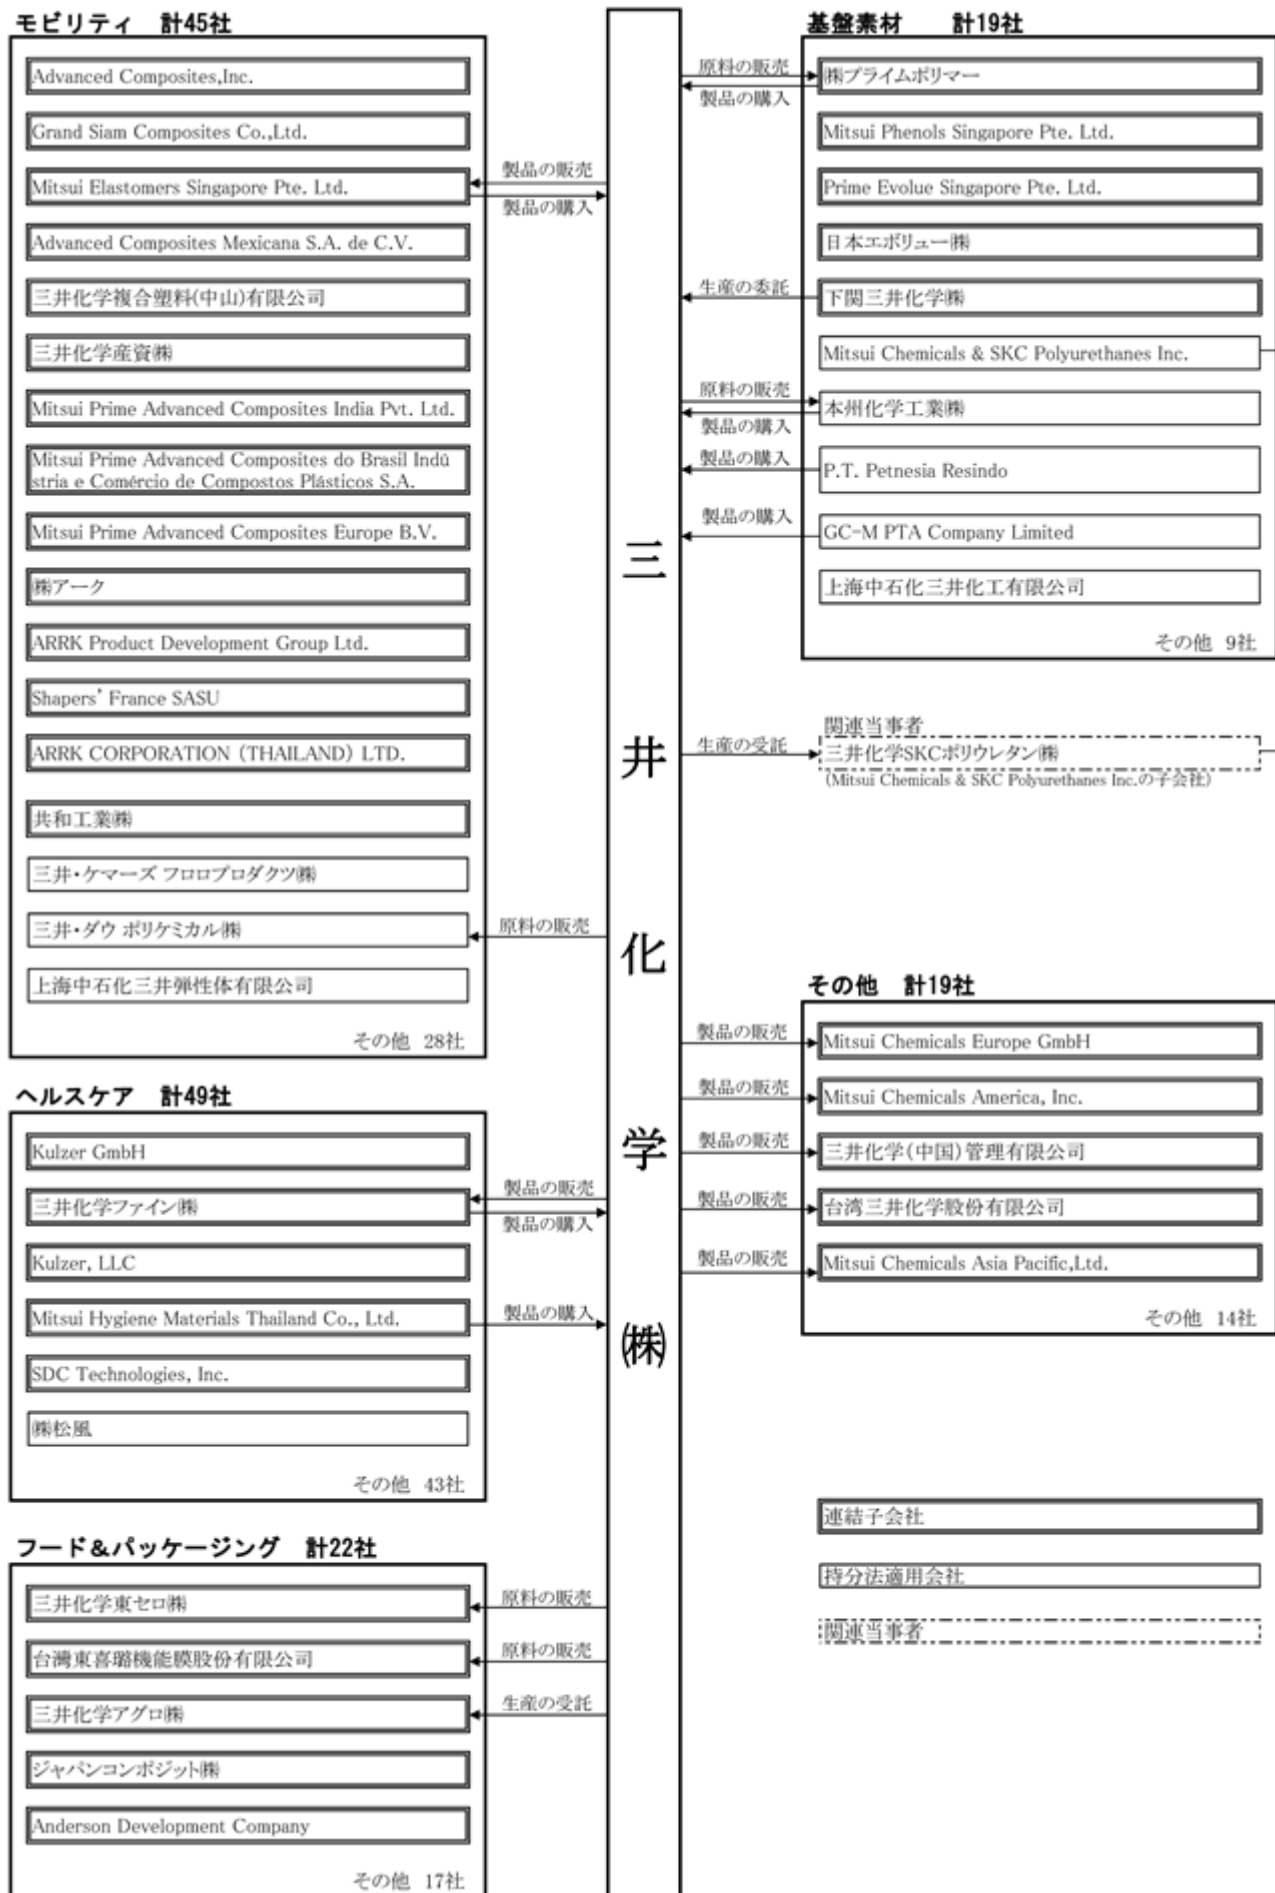 モビリティ 計45社
Advanced Composites,Inc.
Grand Siam Composites Co.,Ltd.
Mitsui Elastomers Singapore Pte. Ltd.
Advanced Composites Mexicana S.A. de C.V.
三井化学複合塑料(中山)有限公司
三井化学産資㈱
Mitsui Prime Advanced Composites India Pvt. Ltd.
Mitsui Prime Advanced Composites do Brasil Indú
stria e Comércio de Compostos Plásticos S.A.
Mitsui Prime Advanced Composites Europe B.V.
㈱アーク
ARRK Product Development Group Ltd.
Shapers' France SASU
ARRK CORPORATION (THAILAND) LTD.
共和工業㈱
三井・ケマーズ フロロプロダクツ㈱
三井・ダウ ポリケミカル㈱
上海中石化三井弾性体有限公司
その他 28社
製品の販売
製品の購入
原料の販売
ヘルスケア 計49社
Kulzer GmbH
三井化学ファイン㈱
Kulzer, LLC
Mitsui Hygiene Materials Thailand Co., Ltd.
SDC Technologies, Inc.
㈱松風
その他 43社
製品の販売
製品の購入
製品の購入
フード＆パッケージング 計22社
三井化学東セロ㈱
台灣東喜璐機能膜股份有限公司
三井化学アグロ㈱
ジャパンコンポジット㈱
Anderson Development Company
その他 17社
原料の販売
原料の販売
生産の受託
三井化学㈱
基盤素材 計19社
原料の販売
製品の購入
生産の委託
原料の販売
製品の購入
製品の購入
製品の購入
㈱プライムポリマー
Mitsui Phenols Singapore Pte. Ltd.
Prime Evolue Singapore Pte. Ltd.
日本エボリュー㈱
下関三井化学㈱
Mitsui Chemicals & SKC Polyurethanes Inc.
本州化学工業㈱
P.T. Petnesia Resindo
GC-M PTA Company Limited
上海中石化三井化工有限公司
その他 9社
生産の受託
関連当事者
三井化学SKCポリウレタン㈱
(Mitsui Chemicals & SKC Polyurethanes Inc.の子会社)
その他 計19社
製品の販売
製品の販売
製品の販売
製品の販売
製品の販売
Mitsui Chemicals Europe GmbH
Mitsui Chemicals America, Inc.
三井化学(中国)管理有限公司
台湾三井化学股份有限公司
Mitsui Chemicals Asia Pacific,Ltd.
その他 14社
連結子会社
持分法適用会社
関連当事者